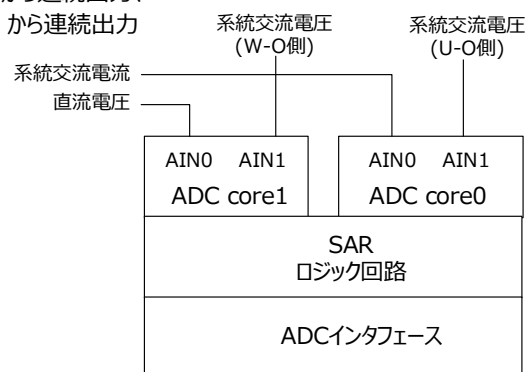 から連続出力
系統交流電圧
(W-O側)
系統交流電圧
(U-O側)
系統交流電流
直流電圧
AIN0 AIN1
ADC core1
AIN0 AIN1
ADC core0
SAR
ロジック回路
ADCインタフェース